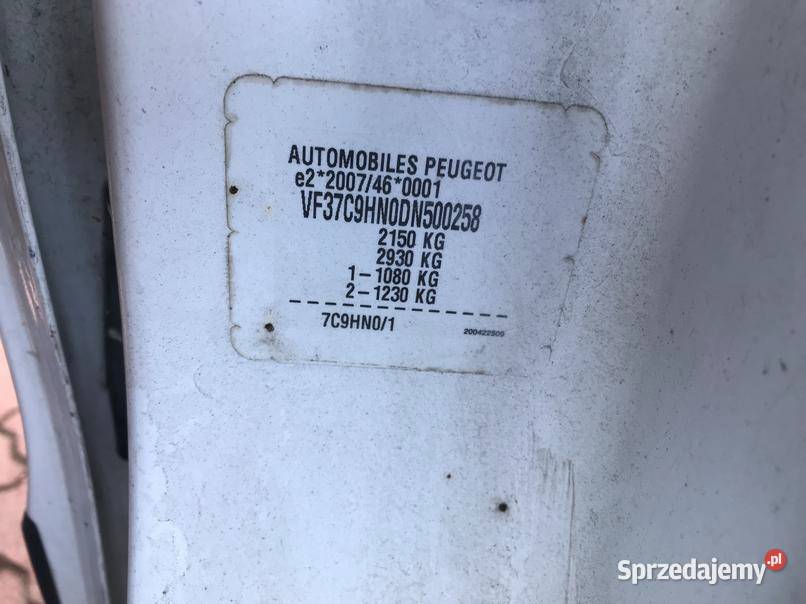 AUTOMOBILES PEUGEOT
e2*2007/46*0001
VF37C9HN0DN500258
2150 KG
2930 KG
1-1080 KG
2-1230 KG
7C9HN0/1
200422S09
Sprzedajemy.pl